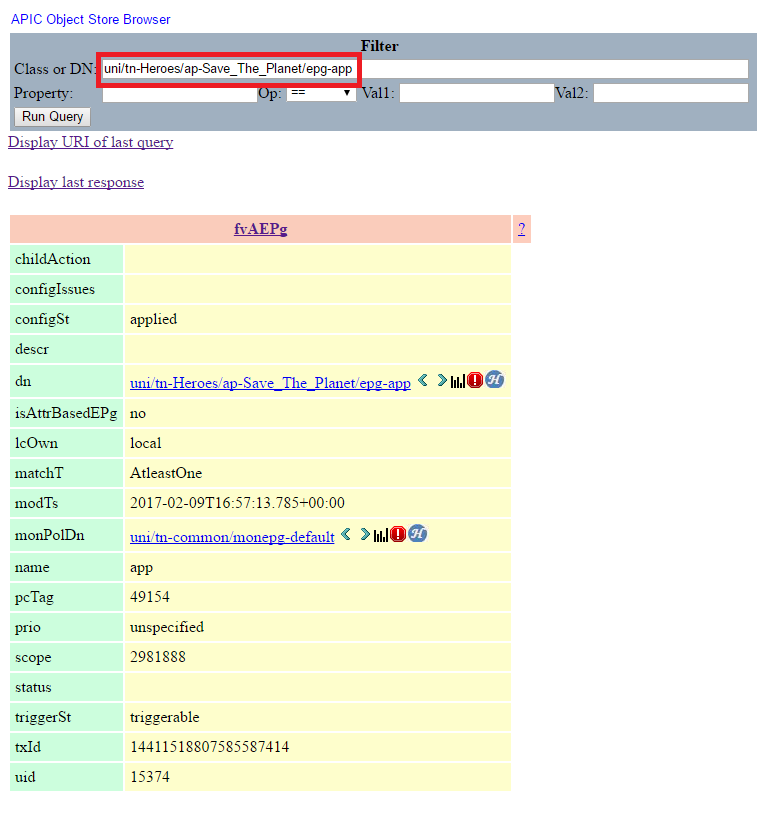 APIC Object Store Browser
Filter
Class or DN: uni/tn-Heroes/ap-Save_The_Planet/epg-app
Property: Op: == Val1: Val2:
Run Query
Display URI of last query
Display last response
fvAEPg ?
childAction
configIssues
configSt applied
descr
dn uni/tn-Heroes/ap-Save_The_Planet/epg-app
isAttrBasedEPg no
lcOwn local
matchT AtleastOne
modTs 2017-02-09T16:57:13.785+00:00
monPolDn uni/tn-common/monepg-default
name app
pcTag 49154
prio unspecified
scope 2981888
status
triggerSt triggerable
txId 14411518807585587414
uid 15374